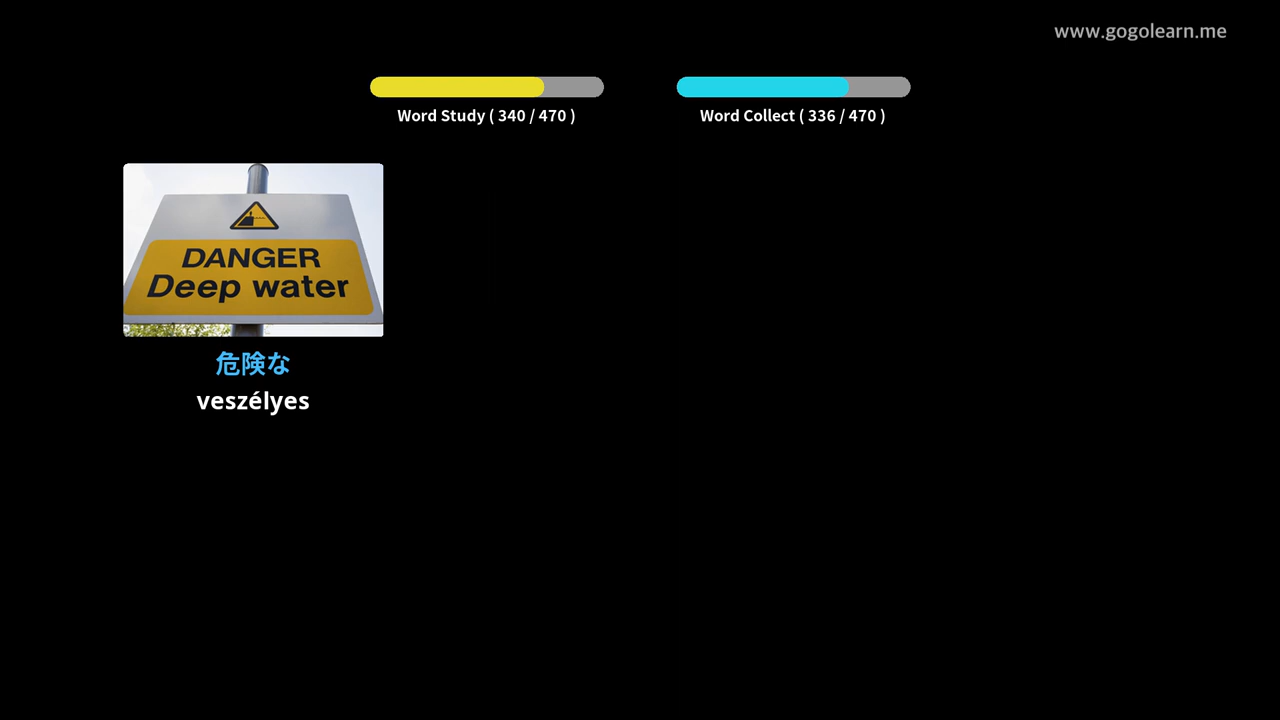 www.gogolearn.me
Word Study ( 340 / 470 )
Word Collect ( 336 / 470 )
DANGER
Deep water
危険な
veszélyes